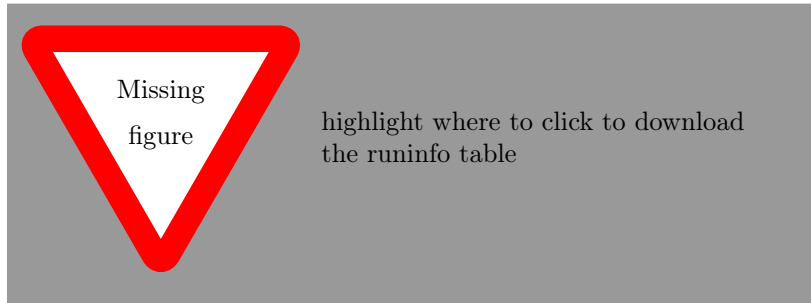 Missing
figure
highlight where to click to download
the runinfo table